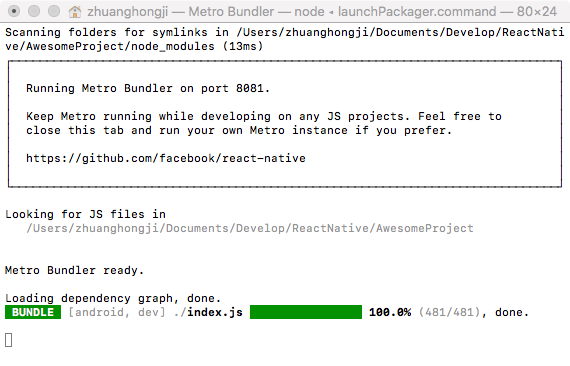 zhuanghongji — Metro Bundler — node ◂ launchPackager.command — 80×24
Scanning folders for symlinks in /Users/zhuanghongji/Documents/Develop/ReactNati
ve/AwesomeProject/node_modules (13ms)
Running Metro Bundler on port 8081.
Keep Metro running while developing on any JS projects. Feel free to
close this tab and run your own Metro instance if you prefer.
https://github.com/facebook/react-native
Looking for JS files in
/Users/zhuanghongji/Documents/Develop/ReactNative/AwesomeProject
Metro Bundler ready.
Loading dependency graph, done.
BUNDLE [android, dev] ./index.js 100.0% (481/481), done.